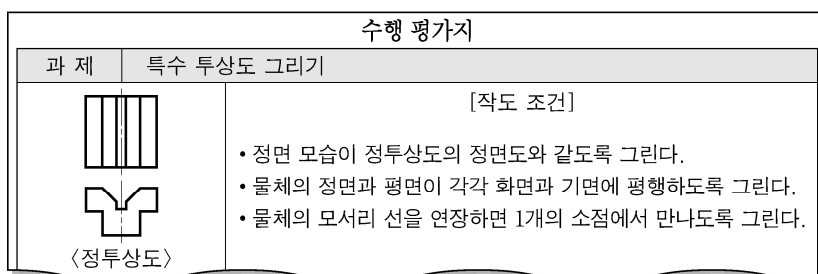 수행 평가지
과 제 특수 투상도 그리기
[작도 조건]
• 정면 모습이 정투상도의 정면도와 같도록 그린다.
• 물체의 정면과 평면이 각각 화면과 기면에 평행하도록 그린다.
• 물체의 모서리 선을 연장하면 1개의 소점에서 만나도록 그린다.
〈정투상도〉